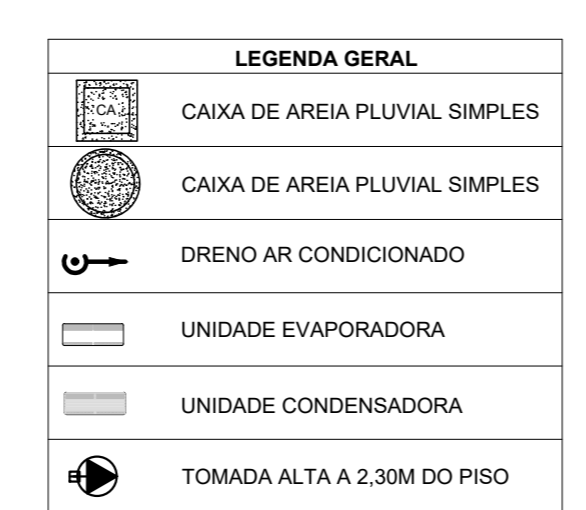 LEGENDA GERAL
CA
CAIXA DE AREIA PLUVIAL SIMPLES
CAIXA DE AREIA PLUVIAL SIMPLES
DRENO AR CONDICIONADO
UNIDADE EVAPORADORA
UNIDADE CONDENSADORA
TOMADA ALTA A 2,30M DO PISO